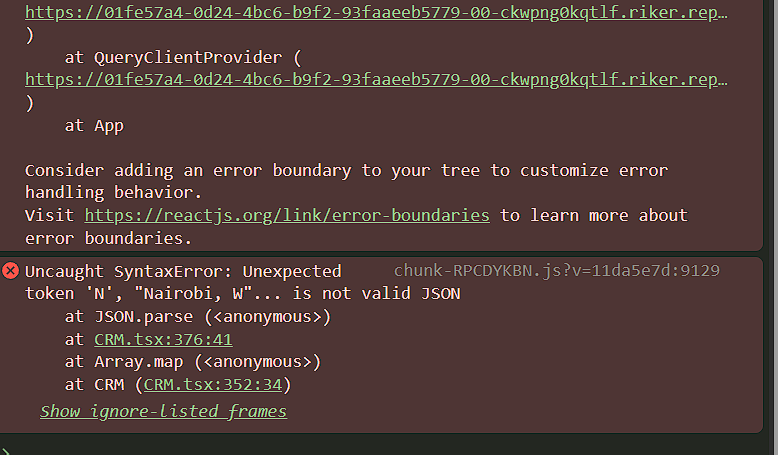 https://01fe57a4-0d24-4bc6-b9f2-93faaeeb5779-00-ckwpng0kqtlf.riker.rep…
)
at QueryClientProvider (
https://01fe57a4-0d24-4bc6-b9f2-93faaeeb5779-00-ckwpng0kqtlf.riker.rep…
)
at App
Consider adding an error boundary to your tree to customize error
handling behavior.
Visit https://reactjs.org/link/error-boundaries to learn more about
error boundaries.
Uncaught SyntaxError: Unexpected chunk-RPCDYKBN.js?v=11da5e7d:9129
token 'N', "Nairobi, W"... is not valid JSON
at JSON.parse (<anonymous>)
at CRM.tsx:376:41
at Array.map (<anonymous>)
at CRM (CRM.tsx:352:34)
Show ignore-listed frames